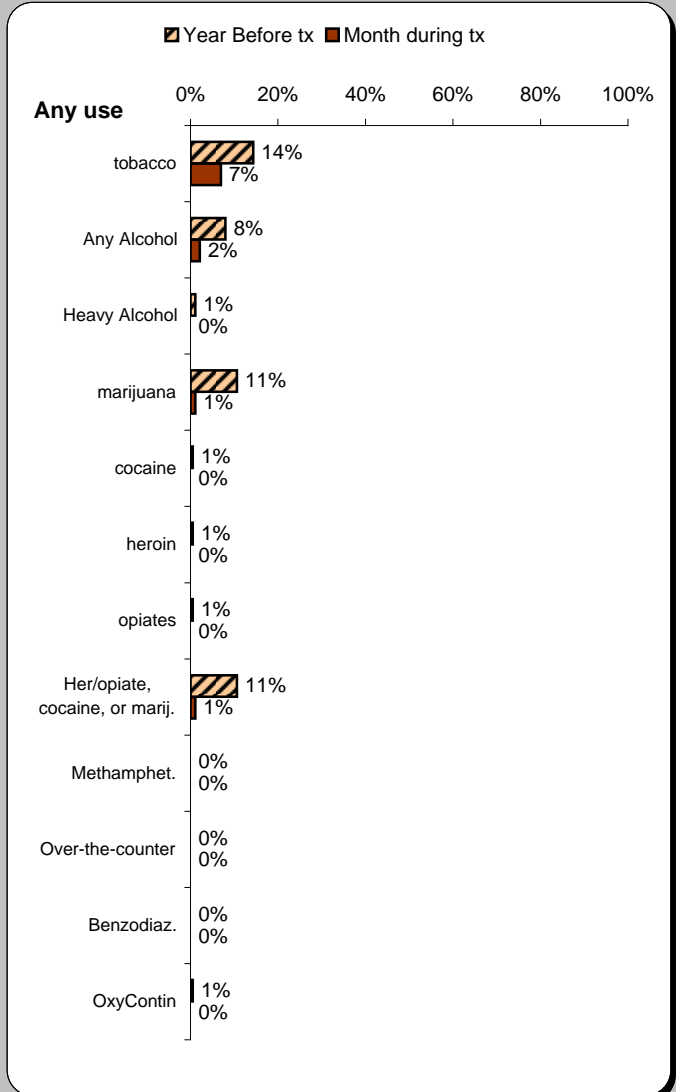 Year Before tx Month during tx
Any use
0% 20% 40% 60% 80% 100%
tobacco
14%
7%
Any Alcohol
8%
2%
Heavy Alcohol
1%
0%
marijuana
11%
1%
cocaine
1%
0%
heroin
1%
0%
opiates
1%
0%
Her/opiate,
cocaine, or marij.
11%
1%
Methamphet.
0%
0%
Over-the-counter
0%
0%
Benzodiaz.
0%
0%
OxyContin
1%
0%